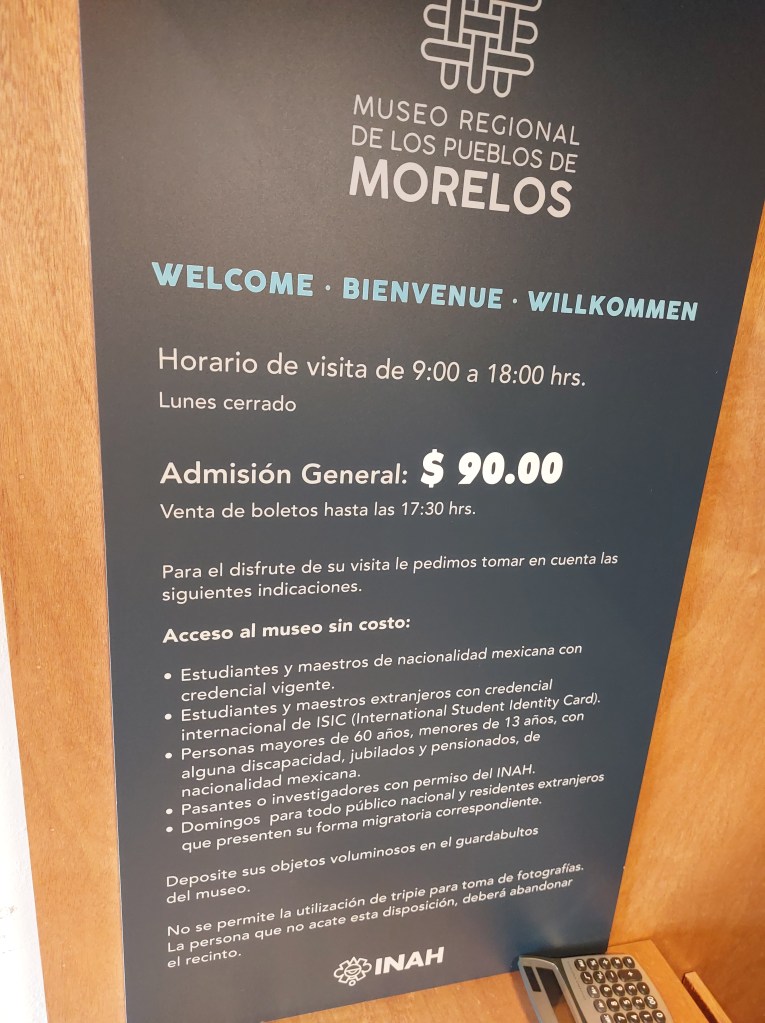 MUSEO REGIONAL
DE LOS PUEBLOS DE
MORELOS
WELCOME · BIENVENUE · WILLKOMMEN
Horario de visita de 9:00 a 18:00 hrs.
Lunes cerrado
Admisión General: $ 90.00
Venta de boletos hasta las 17:30 hrs.
Para el disfrute de su visita le pedimos tomar en cuenta las
siguientes indicaciones.
Acceso al museo sin costo:
• Estudiantes y maestros de nacionalidad mexicana con
credencial vigente.
• Estudiantes y maestros extranjeros con credencial
internacional de ISIC (International Student Identity Card).
• Personas mayores de 60 años, menores de 13 años, con
alguna discapacidad, jubilados y pensionados, de
nacionalidad mexicana.
• Pasantes o investigadores con permiso del INAH.
• Domingos para todo público nacional y residentes extranjeros
que presenten su forma migratoria correspondiente.
Deposite sus objetos voluminosos en el guardabultos
del museo.
No se permite la utilización de tripie para toma de fotografías.
La persona que no acate esta disposición, deberá abandonar
el recinto.
INAH